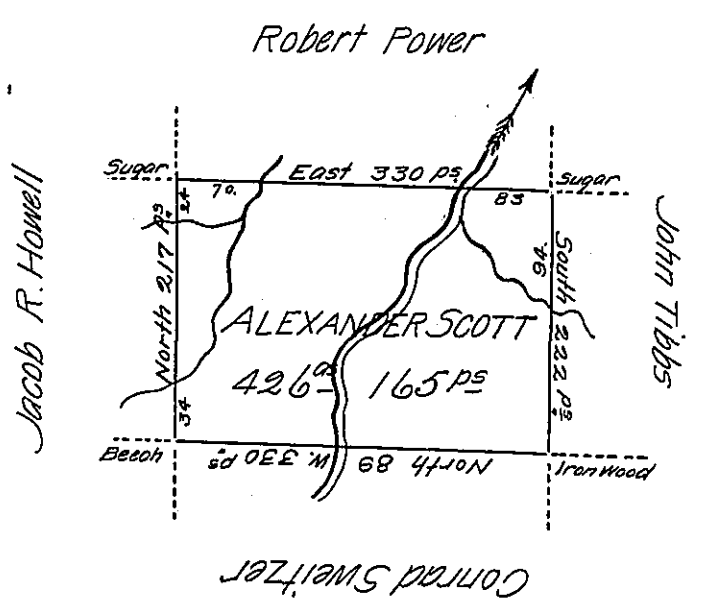 Robert Power
Jacob R. Howell
John Tibbs
Sugar
East 330 ps.
Sugar
70.
83
24
North 217 ps
34
94
South 222 ps
ALEXANDER SCOTT
426as 165ps
Beech
North 89 W. 330 ps
Iron wood
Conrad Sweitzer